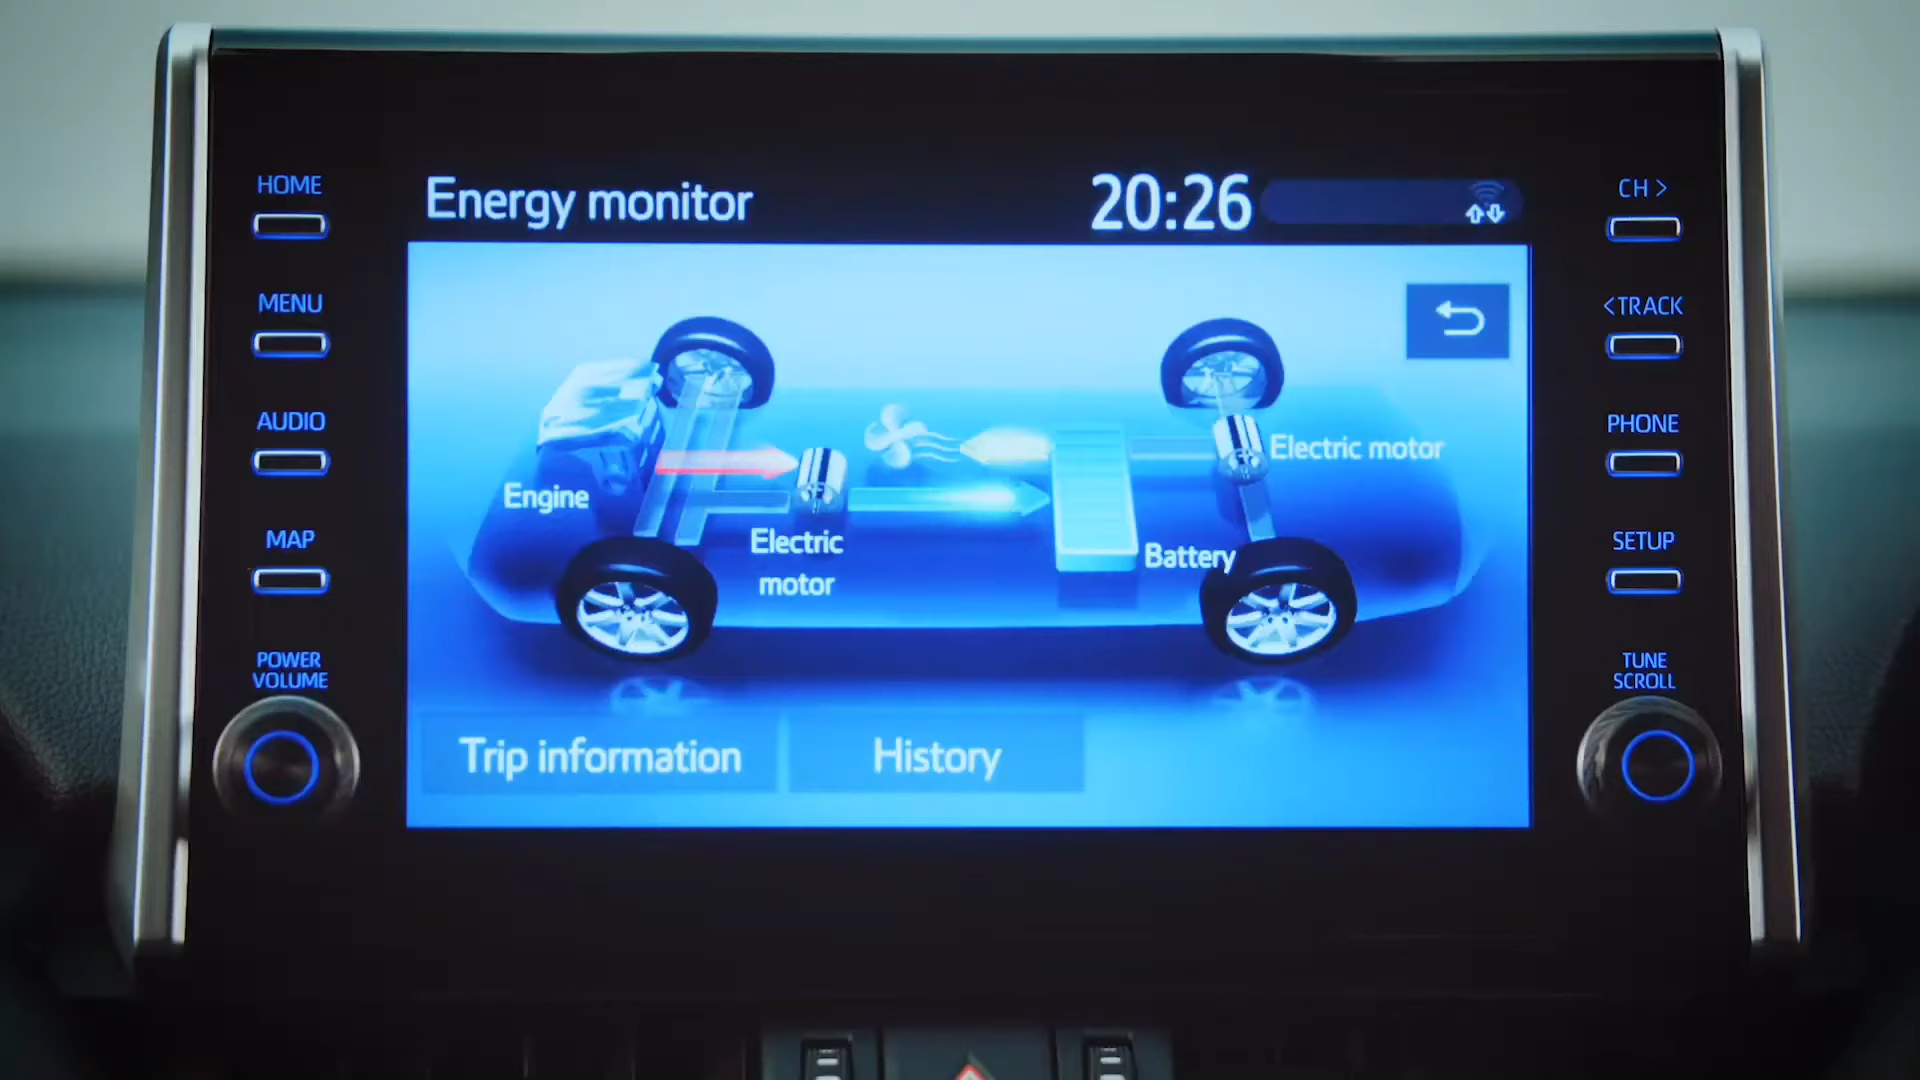 HOME
MENU
AUDIO
MAP
POWER
VOLUME
Energy monitor
20:26
Engine
Electric
motor
Battery
Electric motor
Trip information
History
CH >
<TRACK
PHONE
SETUP
TUNE
SCROLL